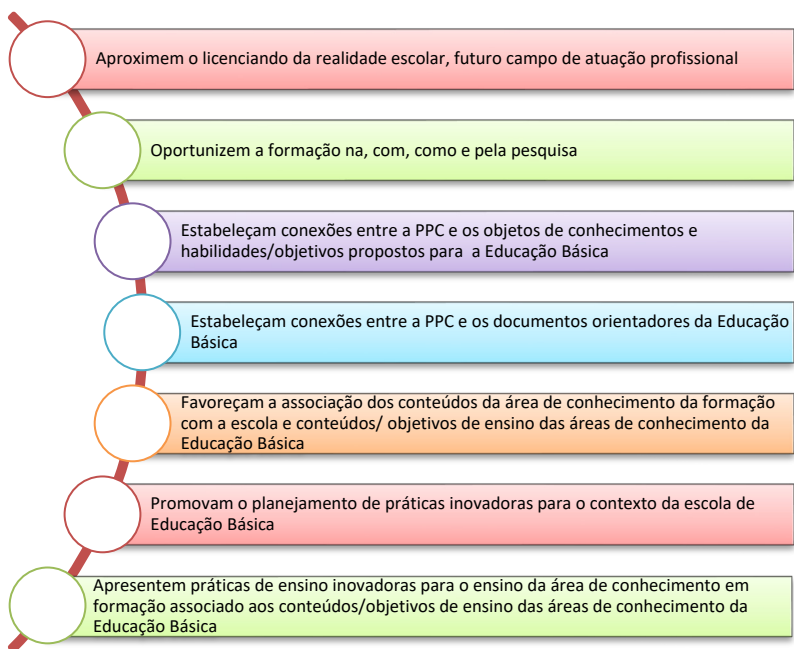 Aproximem o licenciando da realidade escolar, futuro campo de atuação profissional
Oportunizem a formação na, com, como e pela pesquisa
Estabeleçam conexões entre a PPC e os objetos de conhecimentos e
habilidades/objetivos propostos para a Educação Básica
Estabeleçam conexões entre a PPC e os documentos orientadores da Educação
Básica
Favoreçam a associação dos conteúdos da área de conhecimento da formação
com a escola e conteúdos/ objetivos de ensino das áreas de conhecimento da
Educação Básica
Promovam o planejamento de práticas inovadoras para o contexto da escola de
Educação Básica
Apresentem práticas de ensino inovadoras para o ensino da área de conhecimento em
formação associado aos conteúdos/objetivos de ensino das áreas de conhecimento da
Educação Básica